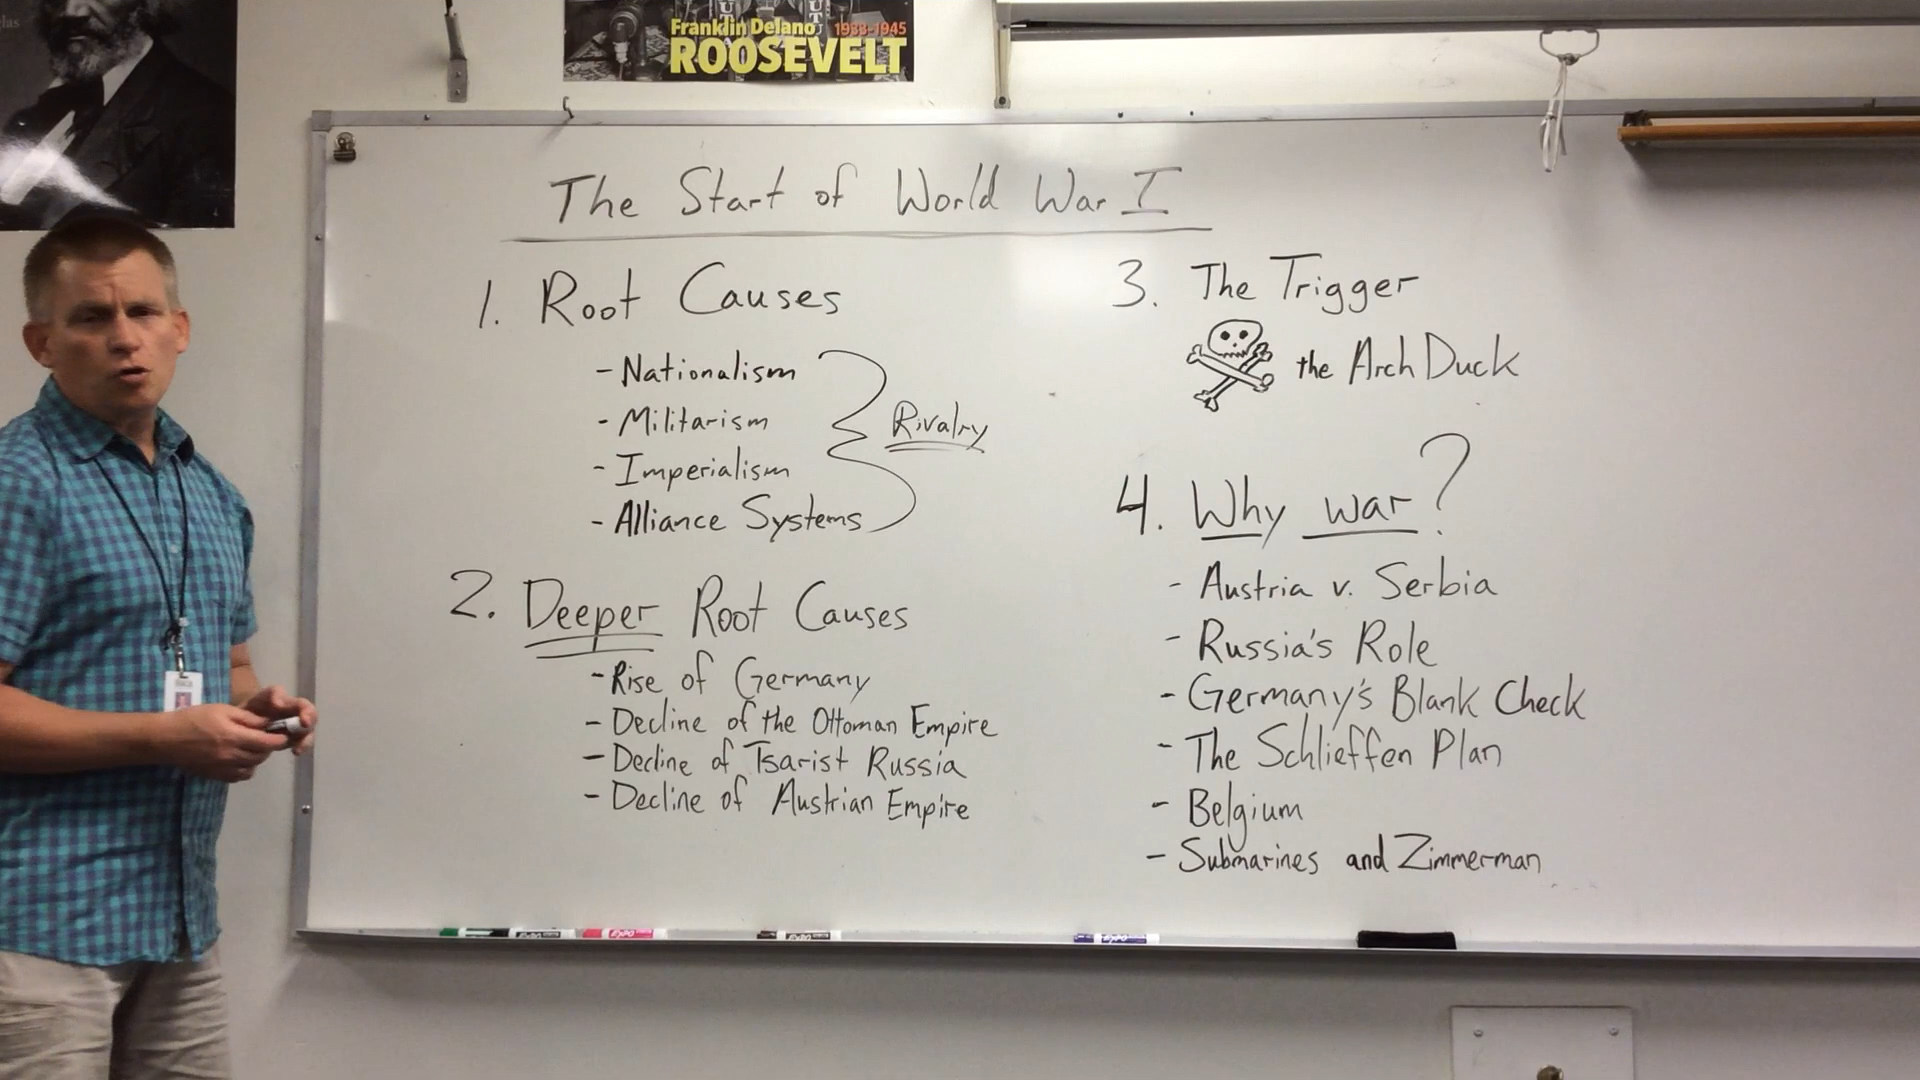 las
Franklin Delano 1933-1945
ROOSEVELT
The Start of World War I
1. Root Causes
- Nationalism
- Militarism
- Imperialism
- Alliance Systems
Rivalry
2. Deeper Root Causes
- Rise of Germany
- Decline of the Ottoman Empire
- Decline of Tsarist Russia
- Decline of Austrian Empire
3. The Trigger
the Arch Duck
4. Why war?
- Austria v. Serbia
- Russia's Role
- Germany's Blank Check
- The Schlieffen Plan
- Belgium
- Submarines and Zimmerman
EXPO